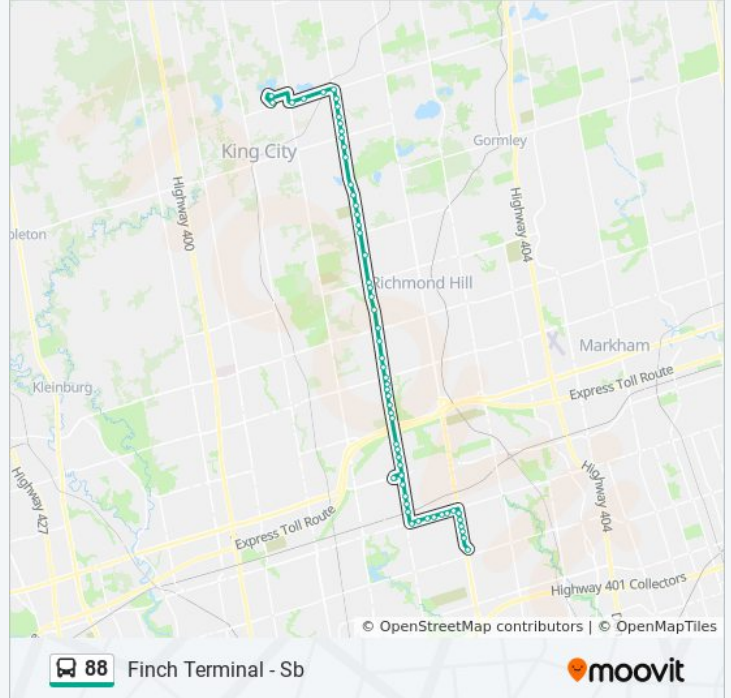 King City
Gormley
Highway 400
Highway 404
pleton
Richmond Hill
Markham
Kleinburg
Express Toll Route
Highway 427
Highway 404
Express Toll Route
Highway 401 Collectors
© OpenStreetMap contributors | © OpenMapTiles
88 Finch Terminal - Sb
moovit